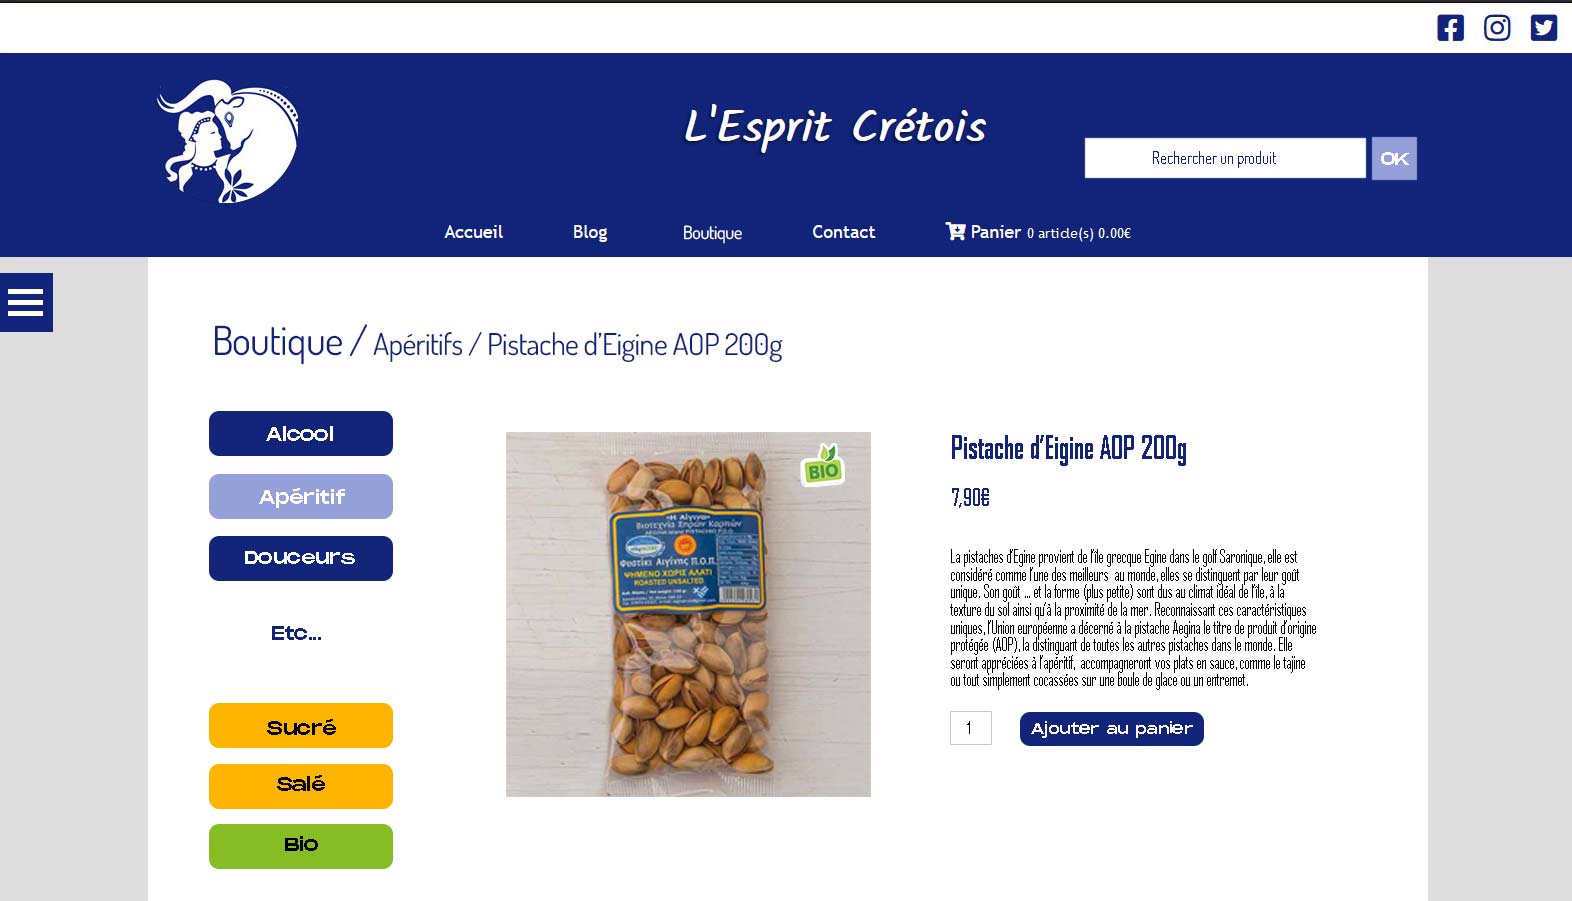 L'Esprit Crétois
Rechercher un produit
OK
Accueil
Blog
Boutique
Contact
Panier 0 article(s) 0.00€
Boutique / Apéritifs / Pistache d'Eigine AOP 200g
Alcool
Apéritif
Douceurs
Etc...
Sucré
Salé
Bio
BIO
«Η Αίγινα»
Βιοτεχνία Ξηρών Καρπών
Φυστίκι Αιγίνης Π.Ο.Π.
ΨΗΜΕΝΟ ΧΩΡΙΣ ΑΛΑΤΙ
ROASTED UNSALTED
Pistache d'Eigine AOP 200g
7,90€
La pistaches d'Egine provient de l'île grecque Egine dans le golf Saronique, elle est
considéré comme l'une des meilleurs au monde, elles se distinguent par leur goût
unique. Son goût ... et la forme (plus petite) sont dus au climat idéal de l'île, à la
texture du sol ainsi qu'à la proximité de la mer. Reconnaissant ces caractéristiques
uniques, l'Union européenne a décerné à la pistache Aegina le titre de produit d'origine
protégée (AOP), la distinguant de toutes les autres pistaches dans le monde. Elle
seront appréciées à l'apéritif, accompagneront vos plats en sauce, comme le tajine
ou tout simplement cocassées sur une boule de glace ou un entremet.
1
Ajouter au panier